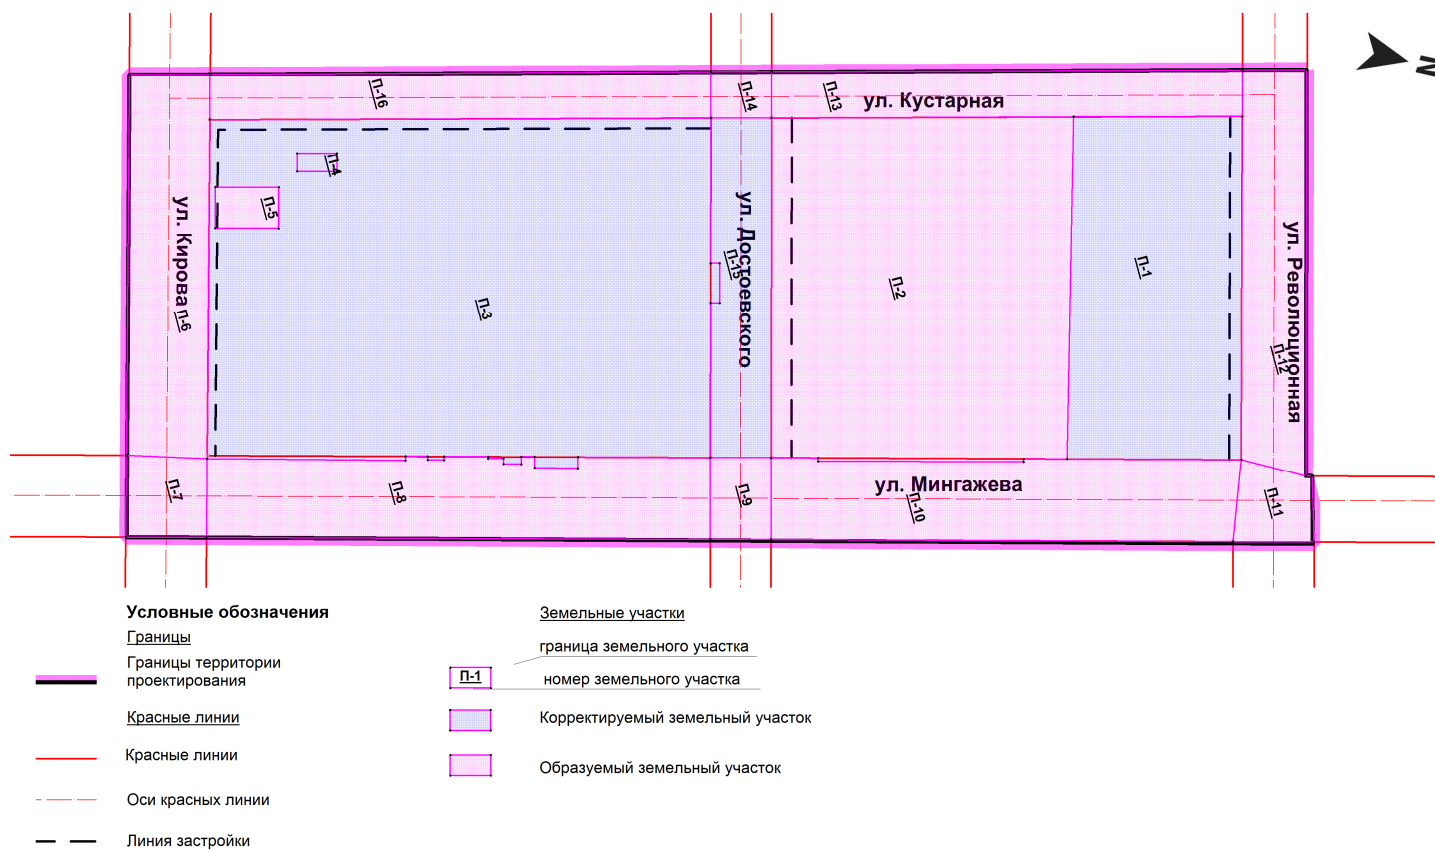 П-16
П-14
П-13
ул. Кустарная
П-4
П-5
ул. Кирова
П-6
П-3
ул. Достоевского
П-15
П-2
П-1
ул. Революционная
П-12
П-7
П-8
П-9
ул. Мингажева
П-10
П-11
Условные обозначения
Границы
Границы территории
проектирования
Красные линии
Красные линии
Оси красных линии
Линия застройки
Земельные участки
граница земельного участка
П-1
номер земельного участка
Корректируемый земельный участок
Образуемый земельный участок